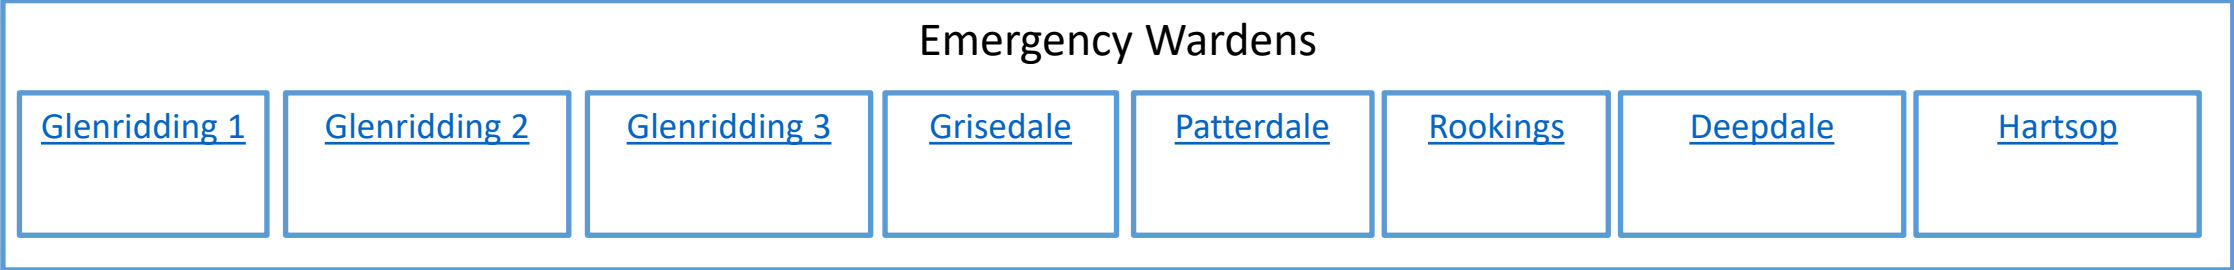 Emergency Wardens
Glenridding 1
Glenridding 2
Glenridding 3
Grisedale
Patterdale
Rookings
Deepdale
Hartsop